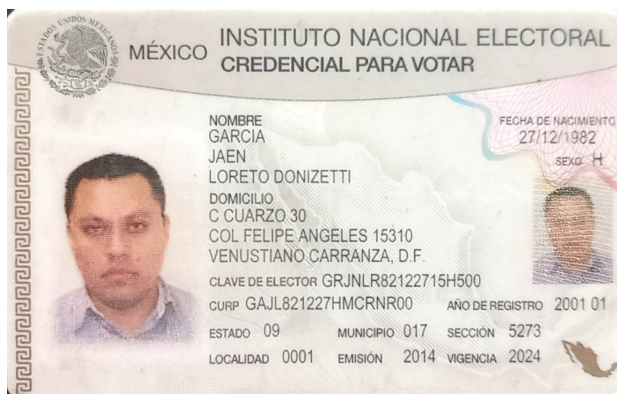 ESTADOS UNIDOS MEXICANOS
MÉXICO INSTITUTO NACIONAL ELECTORAL
CREDENCIAL PARA VOTAR
NOMBRE
GARCIA
JAEN
LORETO DONIZETTI
FECHA DE NACIMIENTO
27/12/1982
SEXO H
DOMICILIO
C CUARZO 30
COL FELIPE ANGELES 15310
VENUSTIANO CARRANZA, D.F.
CLAVE DE ELECTOR GRJNLR82122715H500
CURP GAJL821227HMCRNR00 AÑO DE REGISTRO 2001 01
ESTADO 09 MUNICIPIO 017 SECCIÓN 5273
LOCALIDAD 0001 EMISIÓN 2014 VIGENCIA 2024